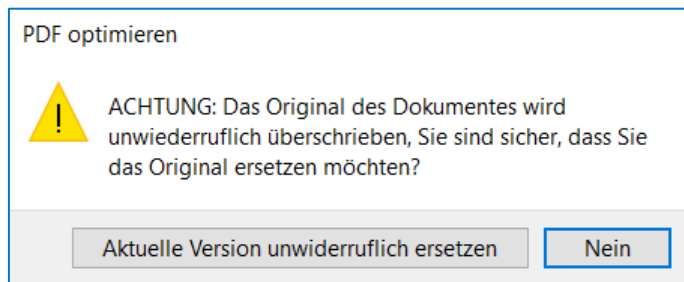 PDF optimieren
ACHTUNG: Das Original des Dokumentes wird
unwiederruflich überschrieben, Sie sind sicher, dass Sie
das Original ersetzen möchten?
Aktuelle Version unwiderruflich ersetzen
Nein